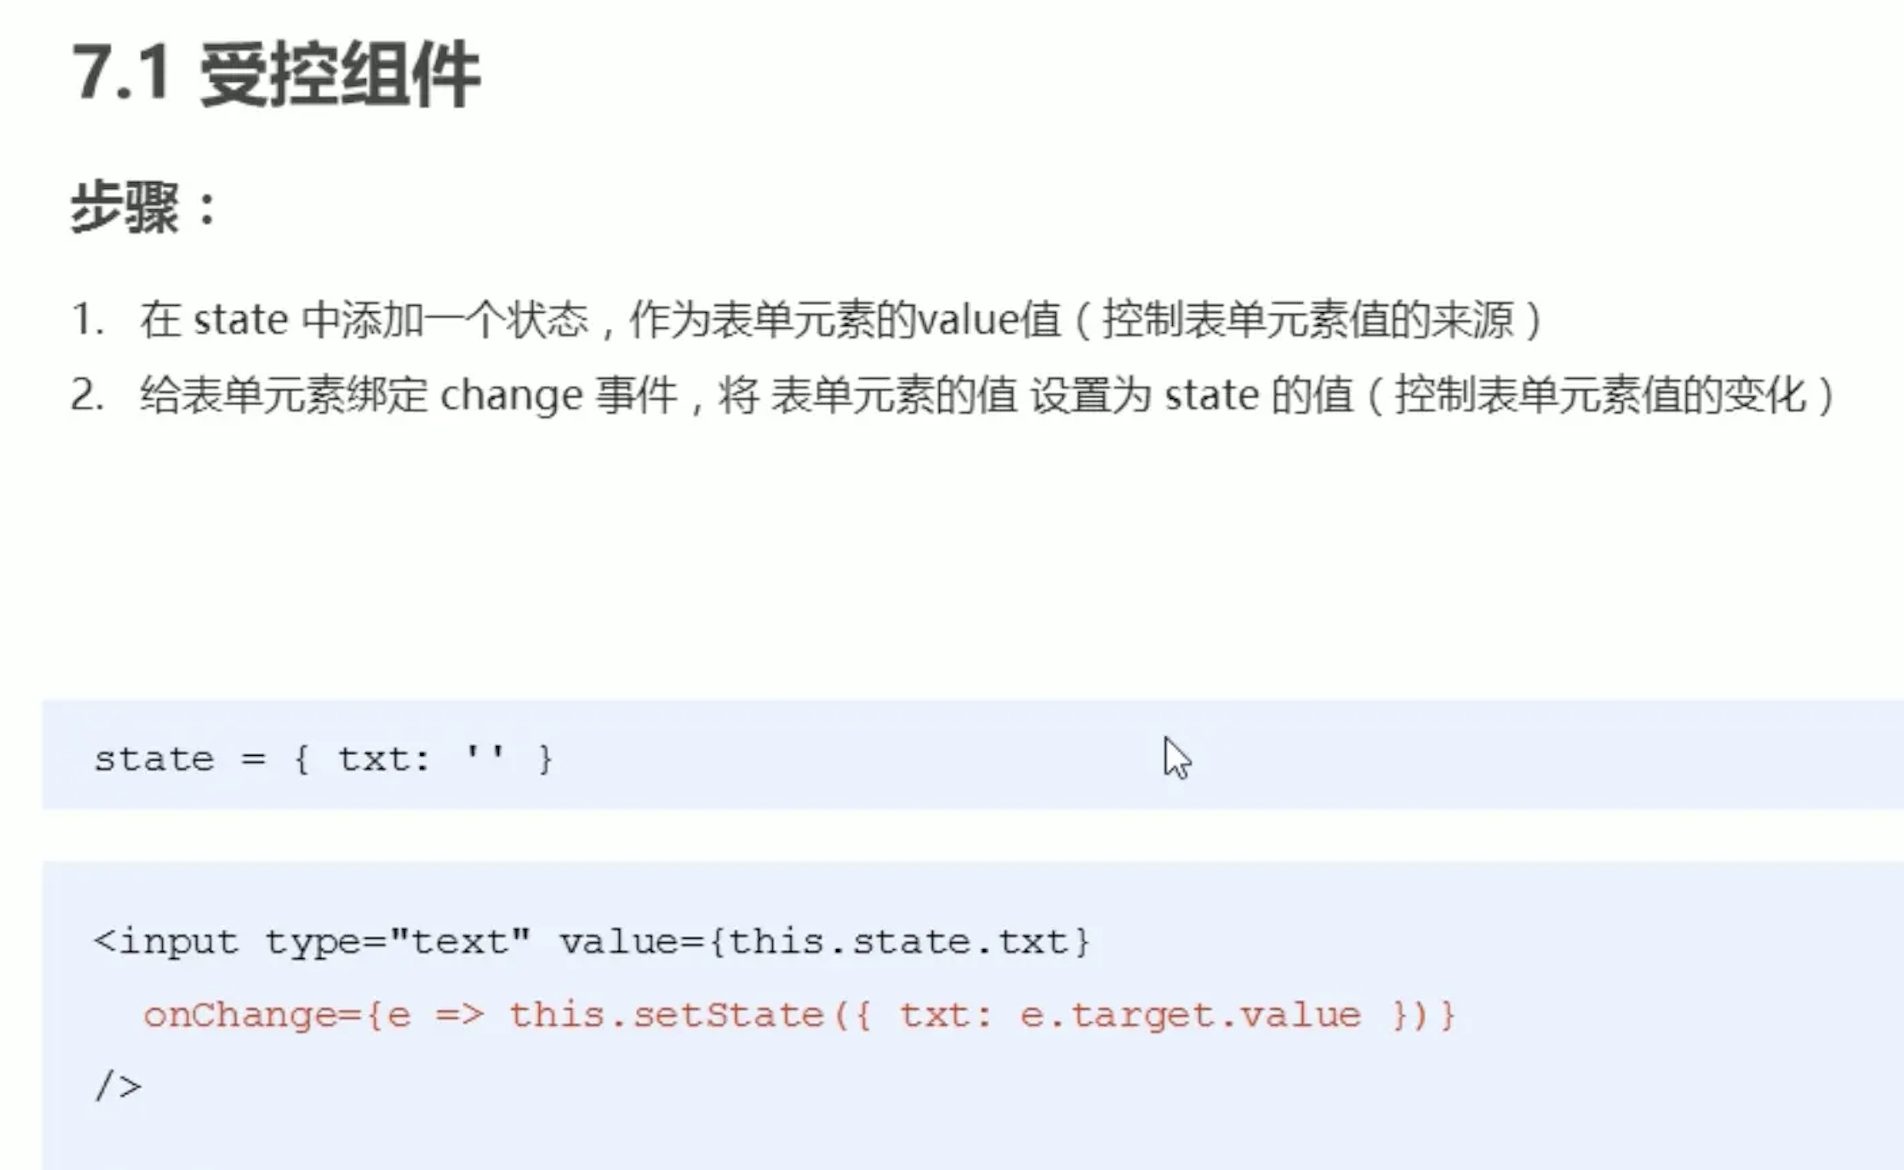 7.1 受控组件
步骤：
1. 在 state 中添加一个状态，作为表单元素的value值（控制表单元素值的来源）
2. 给表单元素绑定 change 事件，将 表单元素的值 设置为 state 的值（控制表单元素值的变化）
state = { txt: '' }
<input type="text" value={this.state.txt}
onChange={e => this.setState({ txt: e.target.value })}
/>